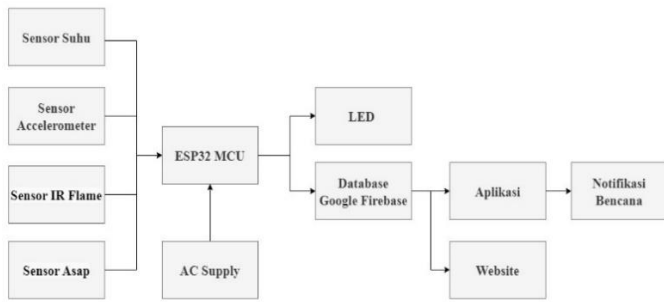 Sensor Suhu
Sensor
Accelerometer
Sensor IR Flame
Sensor Asap
ESP32 MCU
AC Supply
LED
Database
Google Firebase
Aplikasi
Website
Notifikasi
Bencana